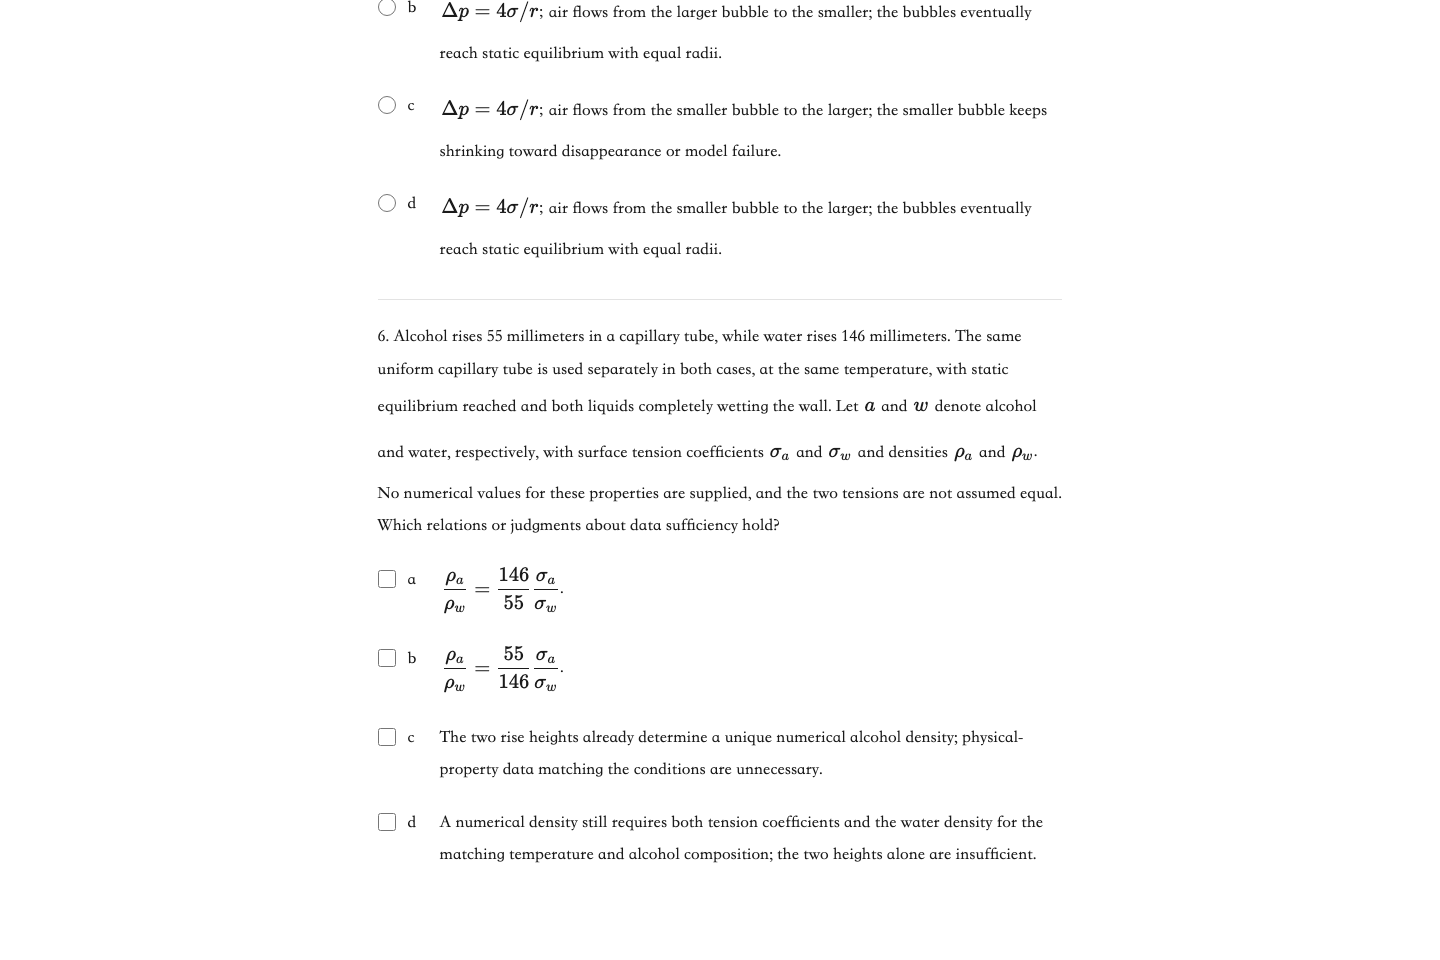 b Δp = 4σ/r; air flows from the larger bubble to the smaller; the bubbles eventually
reach static equilibrium with equal radii.
c Δp = 4σ/r; air flows from the smaller bubble to the larger; the smaller bubble keeps
shrinking toward disappearance or model failure.
d Δp = 4σ/r; air flows from the smaller bubble to the larger; the bubbles eventually
reach static equilibrium with equal radii.
6. Alcohol rises 55 millimeters in a capillary tube, while water rises 146 millimeters. The same
uniform capillary tube is used separately in both cases, at the same temperature, with static
equilibrium reached and both liquids completely wetting the wall. Let a and w denote alcohol
and water, respectively, with surface tension coefficients σₐ and σ_w and densities ρₐ and ρ_w.
No numerical values for these properties are supplied, and the two tensions are not assumed equal.
Which relations or judgments about data sufficiency hold?
a ρₐ/ρ_w = 146/55 σₐ/σ_w.
b ρₐ/ρ_w = 55/146 σₐ/σ_w.
c The two rise heights already determine a unique numerical alcohol density; physical-
property data matching the conditions are unnecessary.
d A numerical density still requires both tension coefficients and the water density for the
matching temperature and alcohol composition; the two heights alone are insufficient.